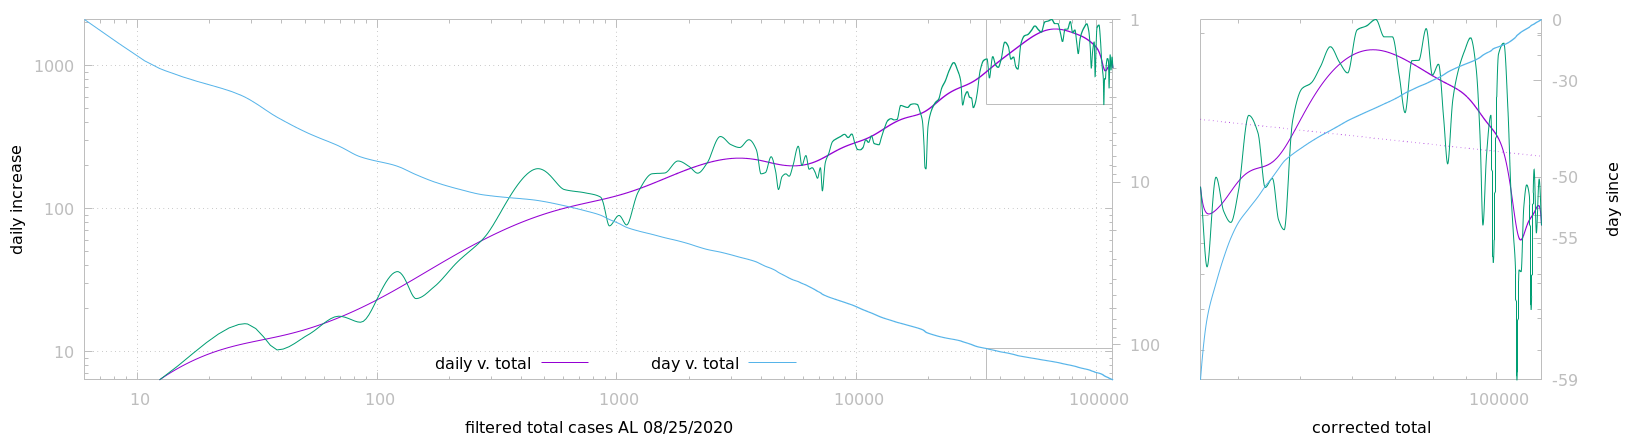 daily increase
1000
100
10
10
100
1000
10000
100000
1
10
100
daily v. total
day v. total
filtered total cases AL 08/25/2020
0
-30
-50
-55
-59
day since
100000
corrected total